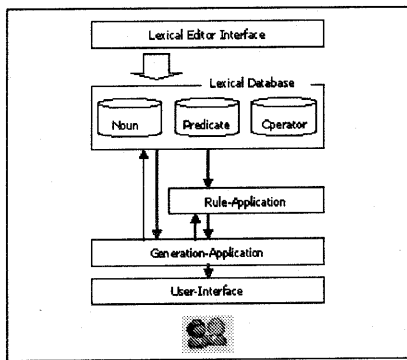 Lexical Editor Interface
Lexical Database
Noun Predicate Operator
Rule-Application
Generation-Application
User-Interface